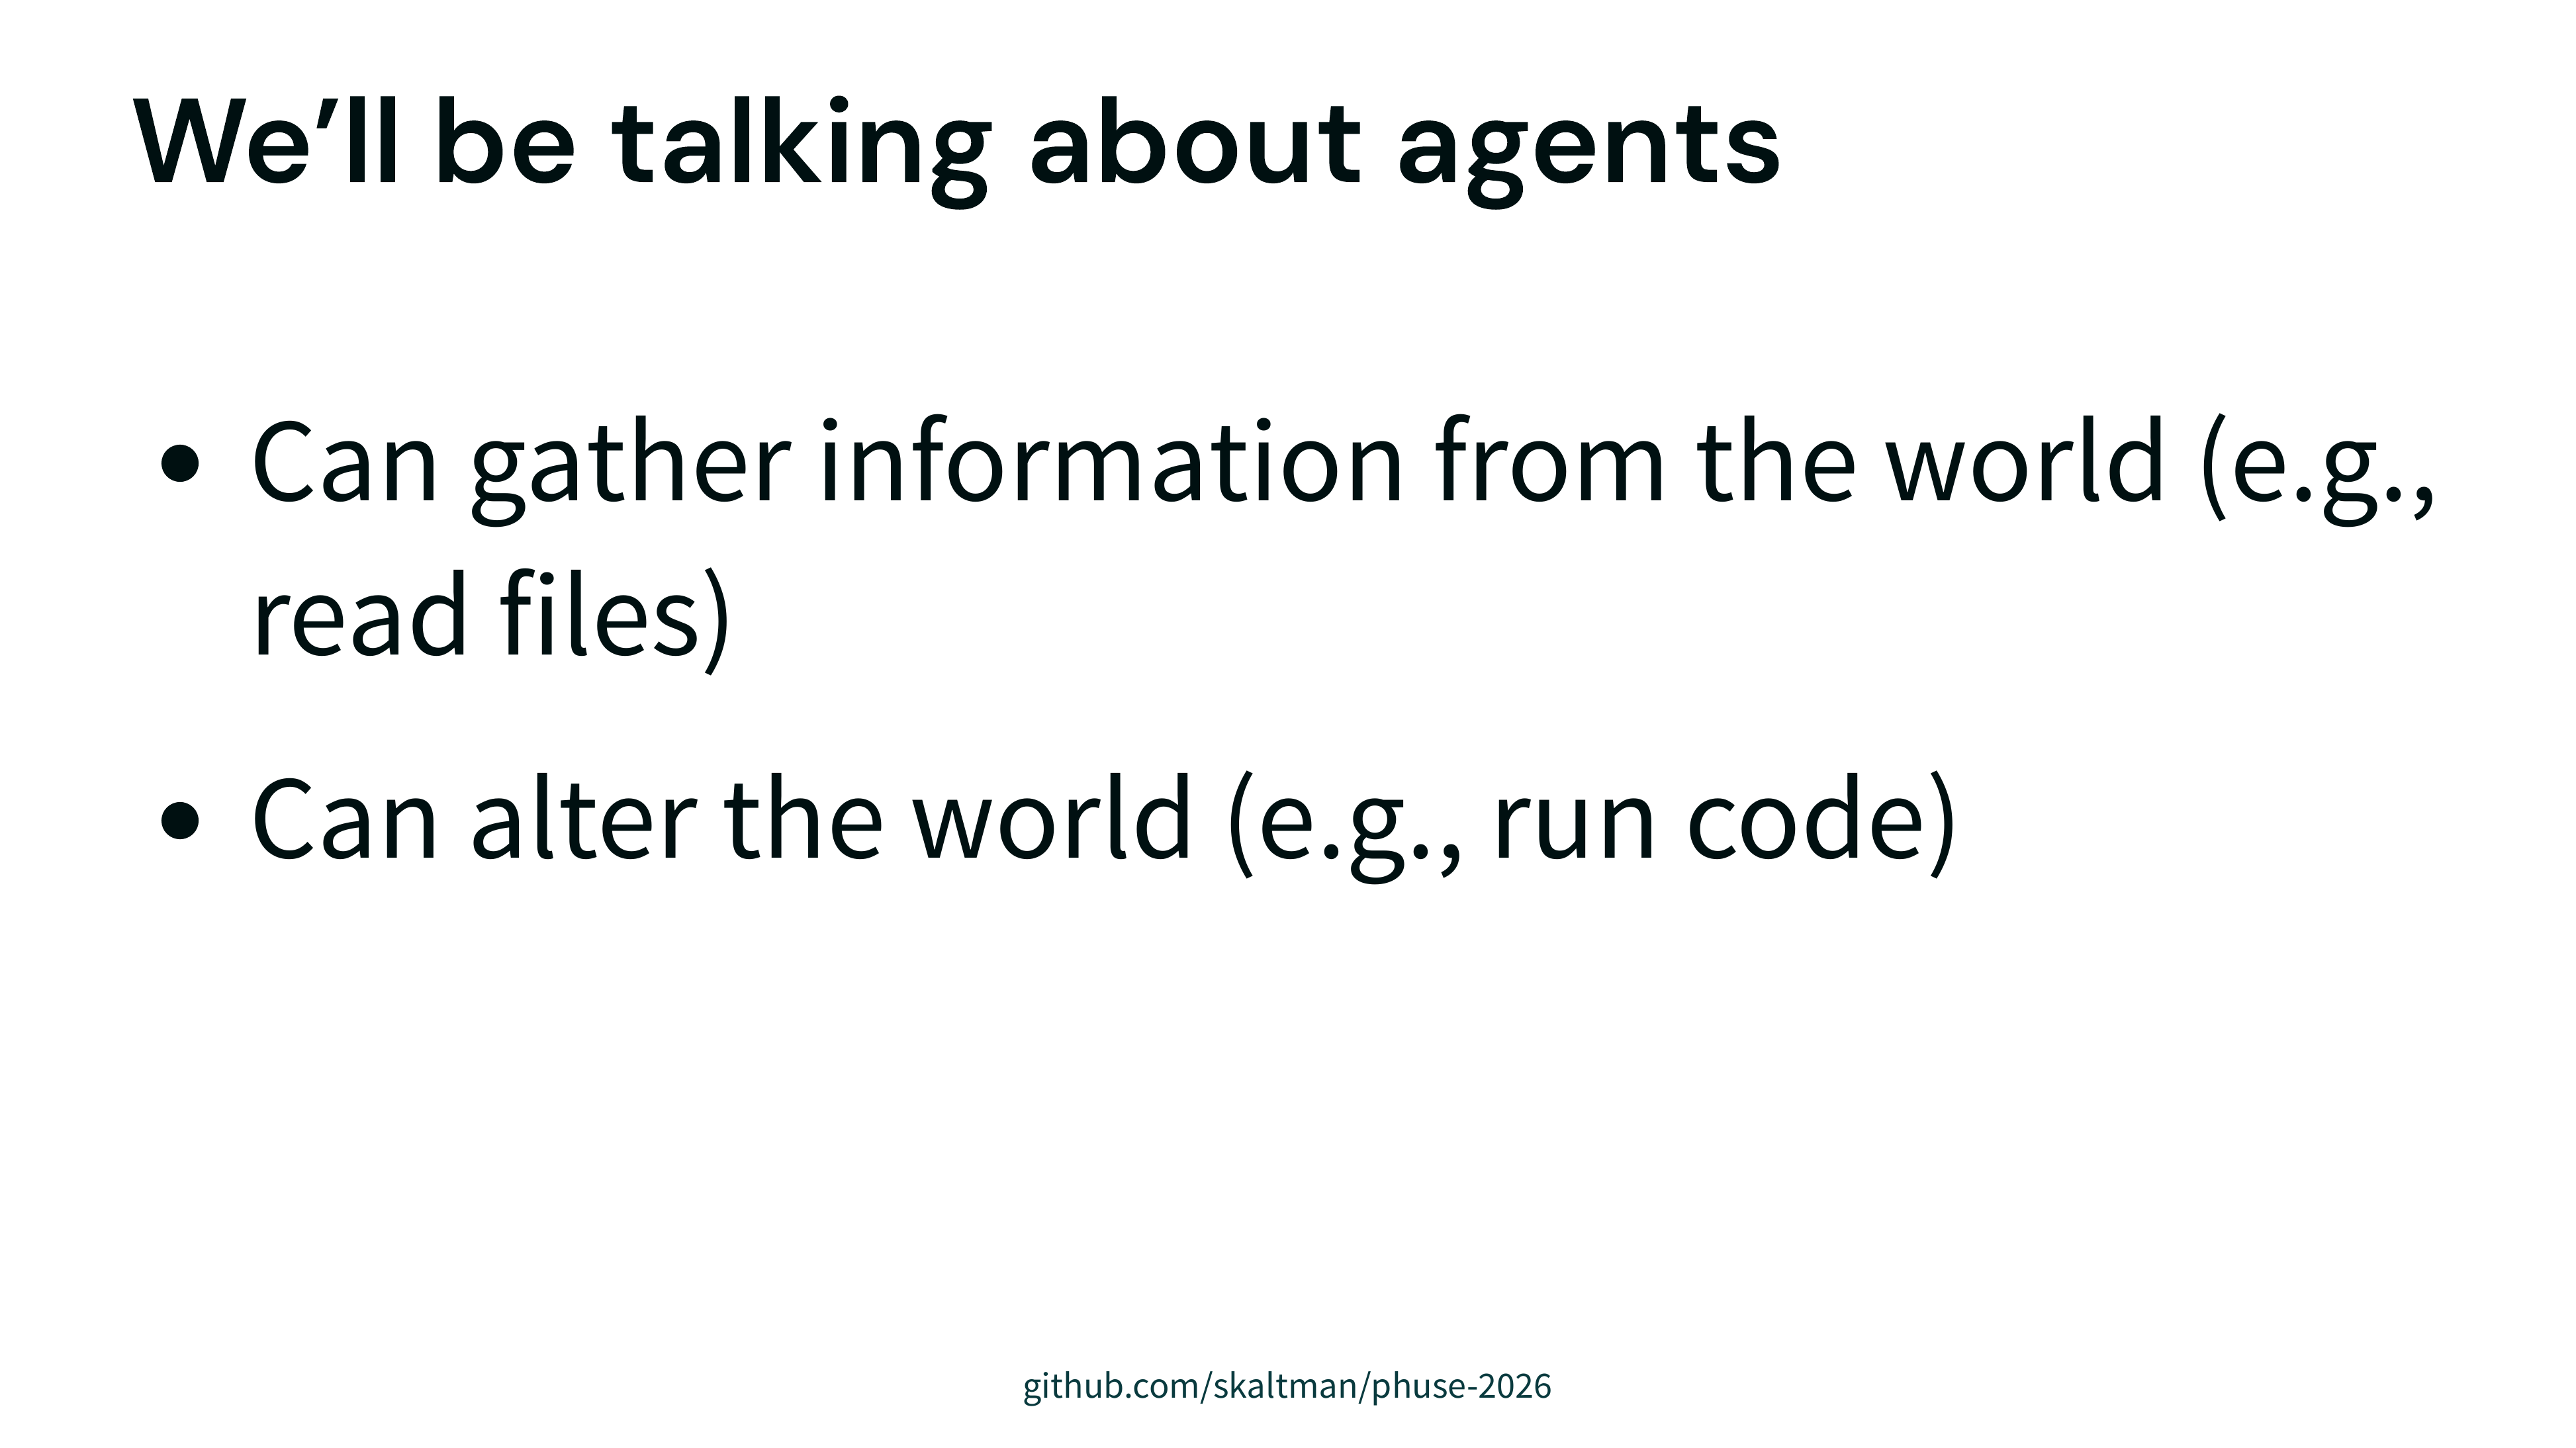 We’ll be talking about agents
• Can gather information from the world (e.g.,
read files)
• Can alter the world (e.g., run code)
github.com/skaltman/phuse-2026